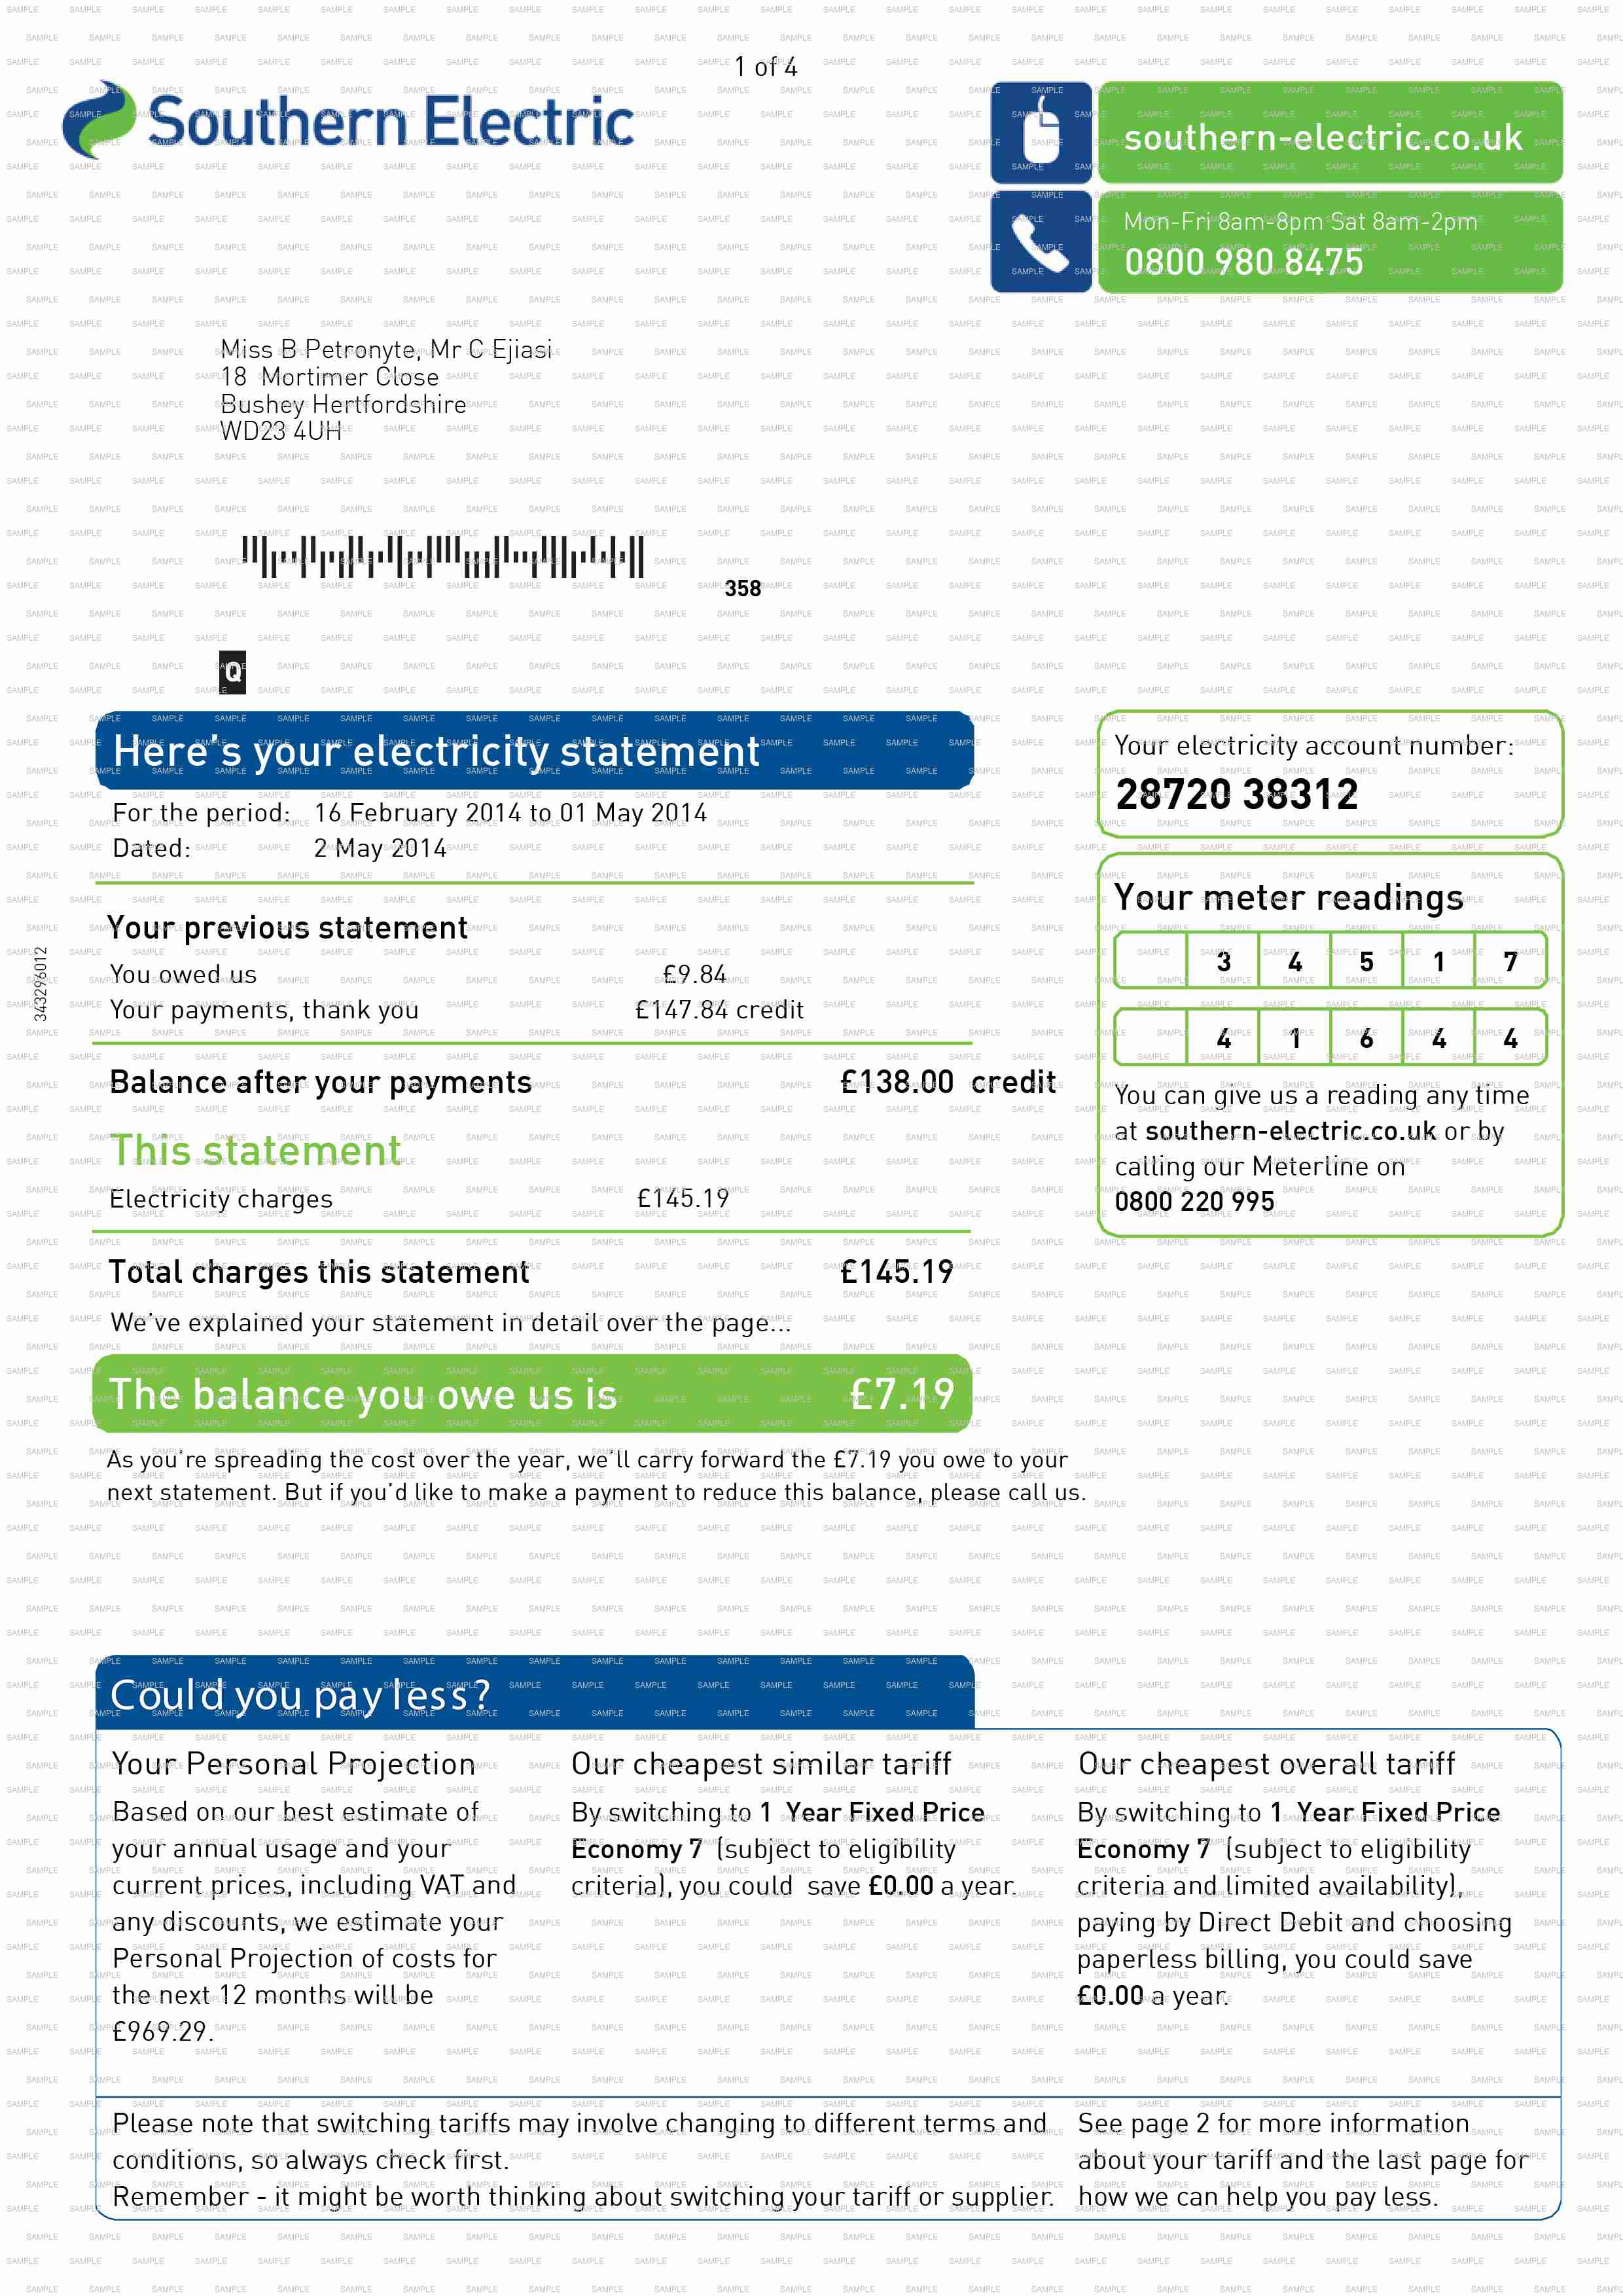 1 of 4
Southern Electric
southern-electric.co.uk
Mon-Fri 8am-8pm Sat 8am-2pm
0800 980 8475
Miss B Petronyte, Mr C Ejiasi
18 Mortimer Close
Bushey Hertfordshire
WD23 4UH
358
Q
Here's your electricity statement
For the period: 16 February 2014 to 01 May 2014
Dated: 2 May 2014
Your previous statement
You owed us £9.84
Your payments, thank you £147.84 credit
Balance after your payments £138.00 credit
This statement
Electricity charges £145.19
Total charges this statement £145.19
We've explained your statement in detail over the page...
The balance you owe us is £7.19
As you're spreading the cost over the year, we'll carry forward the £7.19 you owe to your
next statement. But if you'd like to make a payment to reduce this balance, please call us.
343296012
Your electricity account number:
28720 38312
Your meter readings
3 4 5 1 7
4 1 6 4 4
You can give us a reading any time
at southern-electric.co.uk or by
calling our Meterline on
0800 220 995
Could you pay less?
Your Personal Projection
Based on our best estimate of
your annual usage and your
current prices, including VAT and
any discounts, we estimate your
Personal Projection of costs for
the next 12 months will be
£969.29.
Our cheapest similar tariff
By switching to 1 Year Fixed Price
Economy 7 (subject to eligibility
criteria), you could save £0.00 a year.
Our cheapest overall tariff
By switching to 1 Year Fixed Price
Economy 7 (subject to eligibility
criteria and limited availability),
paying by Direct Debit and choosing
paperless billing, you could save
£0.00 a year.
Please note that switching tariffs may involve changing to different terms and
conditions, so always check first.
Remember - it might be worth thinking about switching your tariff or supplier.
See page 2 for more information
about your tariff and the last page for
how we can help you pay less.
SAMPLE